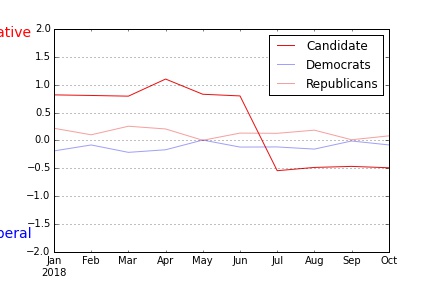 ative
2.0
Candidate
Democrats
Republicans
1.5
1.0
0.5
0.0
−0.5
−1.0
−1.5
beral
−2.0
Jan Feb Mar Apr May Jun Jul Aug Sep Oct
2018